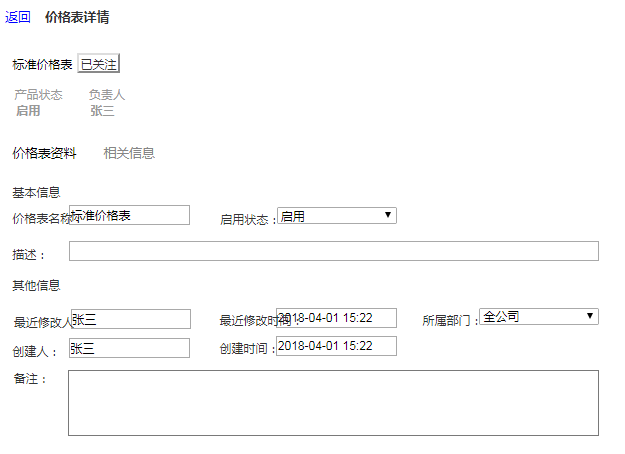 返回 价格表详情
标准价格表 已关注
产品状态 负责人
启用 张三
价格表资料 相关信息
基本信息
价格表名称 标准价格表 启用状态： 启用
描述：
其他信息
最近修改人 张三 最近修改时间： 2018-04-01 15:22 所属部门： 全公司
创建人： 张三 创建时间： 2018-04-01 15:22
备注：